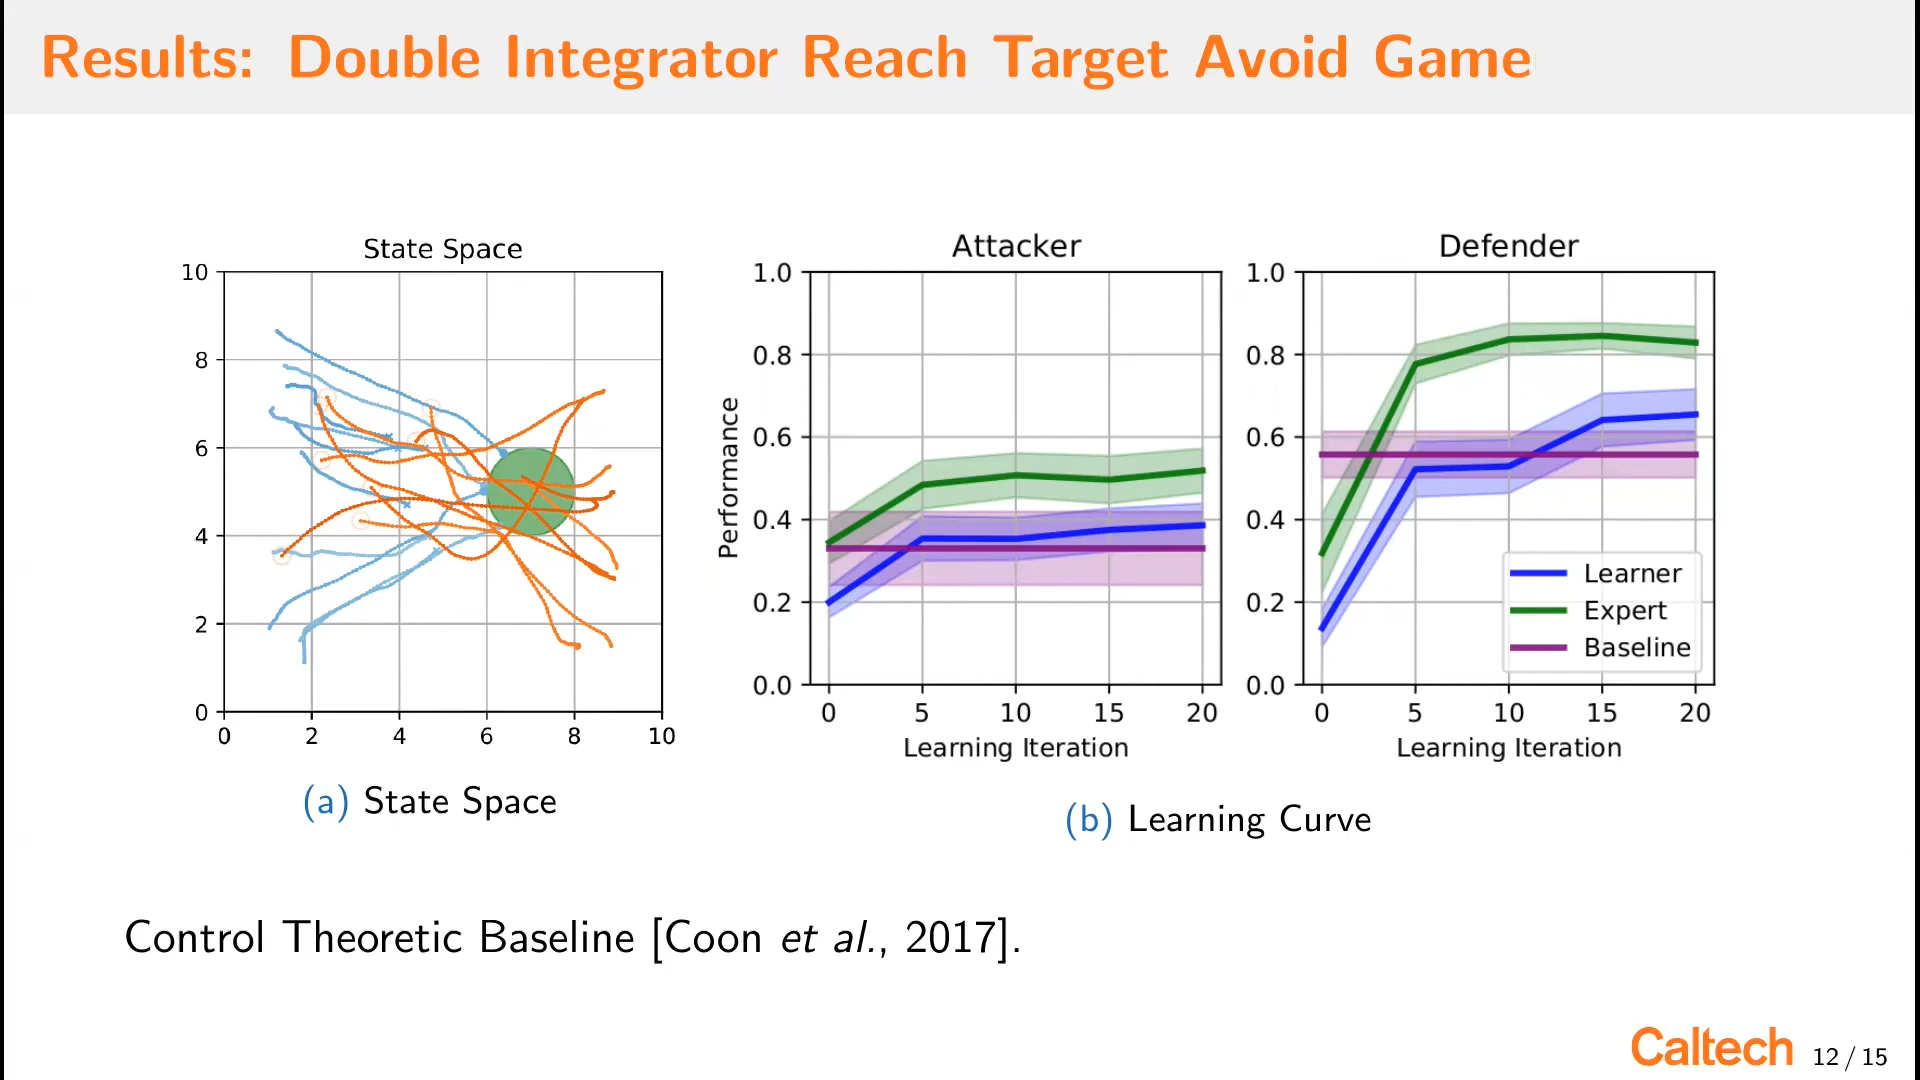 Results: Double Integrator Reach Target Avoid Game
State Space
10
8
6
4
2
0
0 2 4 6 8 10
(a) State Space
Attacker
Performance
1.0
0.8
0.6
0.4
0.2
0.0
0 5 10 15 20
Learning Iteration
Defender
1.0
0.8
0.6
0.4
0.2
0.0
Learner
Expert
Baseline
0 5 10 15 20
Learning Iteration
(b) Learning Curve
Control Theoretic Baseline [Coon et al., 2017].
Caltech 12 / 15